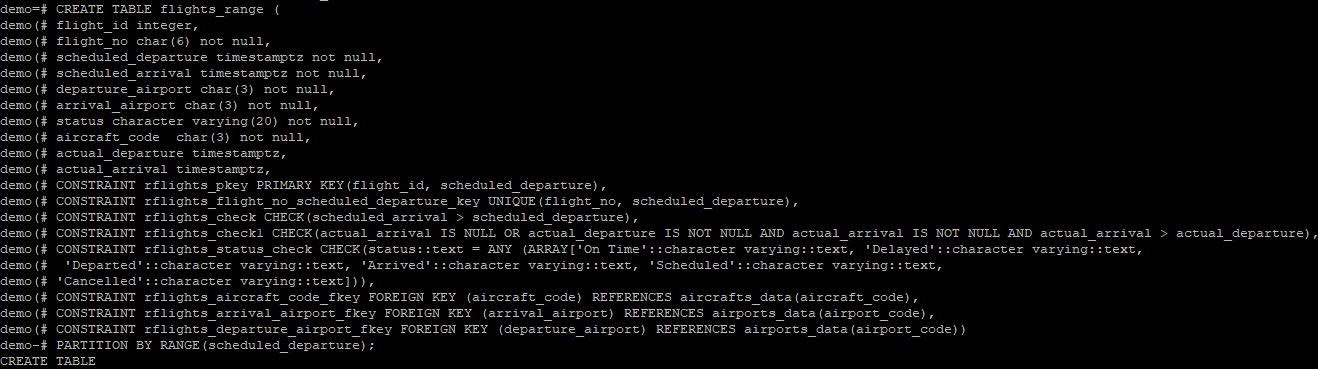 demo=# CREATE TABLE flights_range (
demo(# flight_id integer,
demo(# flight_no char(6) not null,
demo(# scheduled_departure timestamptz not null,
demo(# scheduled_arrival timestamptz not null,
demo(# departure_airport char(3) not null,
demo(# arrival_airport char(3) not null,
demo(# status character varying(20) not null,
demo(# aircraft_code  char(3) not null,
demo(# actual_departure timestamptz,
demo(# actual_arrival timestamptz,
demo(# CONSTRAINT rflights_pkey PRIMARY KEY(flight_id, scheduled_departure),
demo(# CONSTRAINT rflights_flight_no_scheduled_departure_key UNIQUE(flight_no, scheduled_departure),
demo(# CONSTRAINT rflights_check CHECK(scheduled_arrival > scheduled_departure),
demo(# CONSTRAINT rflights_check1 CHECK(actual_arrival IS NULL OR actual_departure IS NOT NULL AND actual_arrival IS NOT NULL AND actual_arrival > actual_departure),
demo(# CONSTRAINT rflights_status_check CHECK(status::text = ANY (ARRAY['On Time'::character varying::text, 'Delayed'::character varying::text,
demo(#  'Departed'::character varying::text, 'Arrived'::character varying::text, 'Scheduled'::character varying::text,
demo(# 'Cancelled'::character varying::text])),
demo(# CONSTRAINT rflights_aircraft_code_fkey FOREIGN KEY (aircraft_code) REFERENCES aircrafts_data(aircraft_code),
demo(# CONSTRAINT rflights_arrival_airport_fkey FOREIGN KEY (arrival_airport) REFERENCES airports_data(airport_code),
demo(# CONSTRAINT rflights_departure_airport_fkey FOREIGN KEY (departure_airport) REFERENCES airports_data(airport_code))
demo-# PARTITION BY RANGE(scheduled_departure);
CREATE TABLE